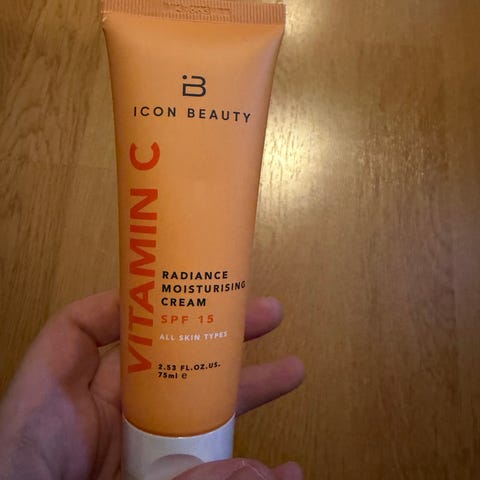 ICON BEAUTY
VITAMIN C
RADIANCE
MOISTURISING
CREAM
SPF 15
ALL SKIN TYPES
2.53 FL.OZ.US.
75ml e